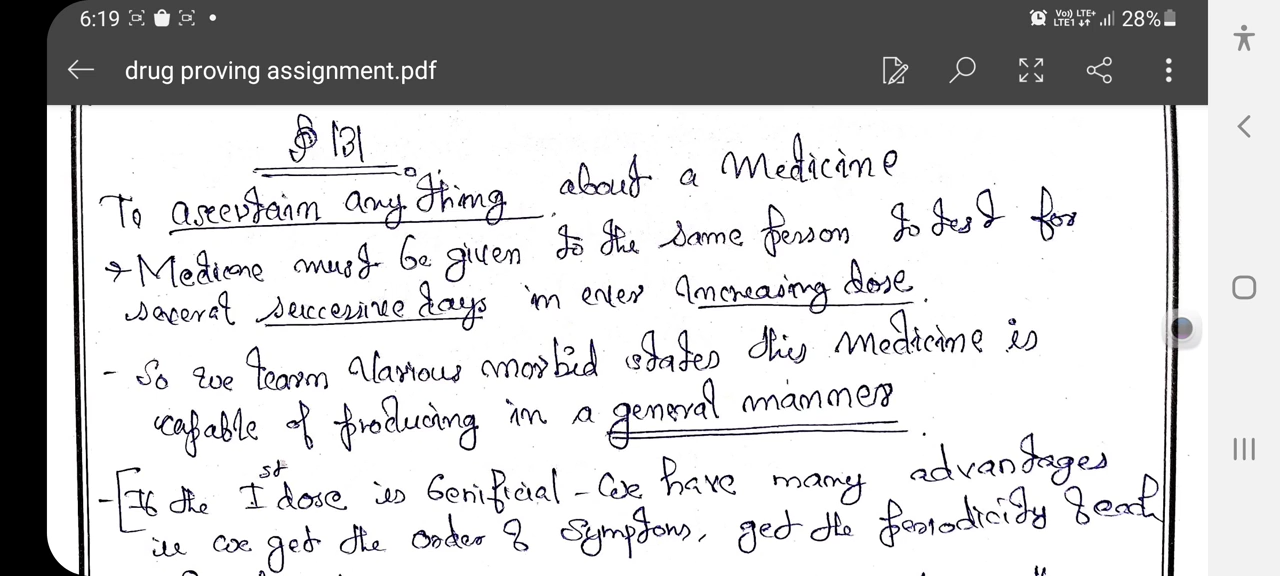 6:19 Vo) LTE+ LTE1 28%
drug proving assignment.pdf
§ 131
To ascertain any thing about a Medicine
→ Medicine must be given to the same person to test for
several successive days in ever increasing dose.
- So we learn Various morbid states this medicine is
capable of producing in a general manner
- [If the Ist dose is benificial - We have many advantages
ie we get the order & Symptoms, get the periodicity & each